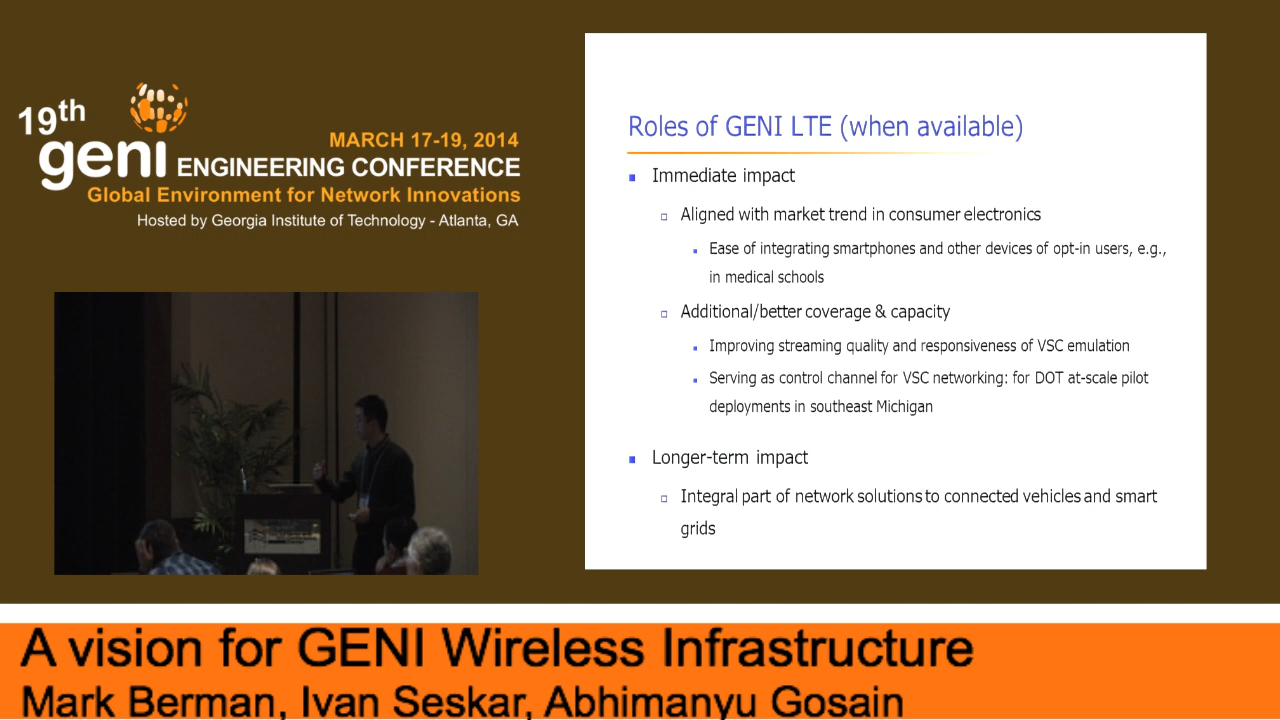 19th
geni ENGINEERING CONFERENCE
MARCH 17-19, 2014
Global Environment for Network Innovations
Hosted by Georgia Institute of Technology - Atlanta, GA
Roles of GENI LTE (when available)
Immediate impact
Aligned with market trend in consumer electronics
Ease of integrating smartphones and other devices of opt-in users, e.g.,
in medical schools
Additional/better coverage & capacity
Improving streaming quality and responsiveness of VSC emulation
Serving as control channel for VSC networking: for DOT at-scale pilot
deployments in southeast Michigan
Longer-term impact
Integral part of network solutions to connected vehicles and smart
grids
A vision for GENI Wireless Infrastructure
Mark Berman, Ivan Seskar, Abhimanyu Gosain